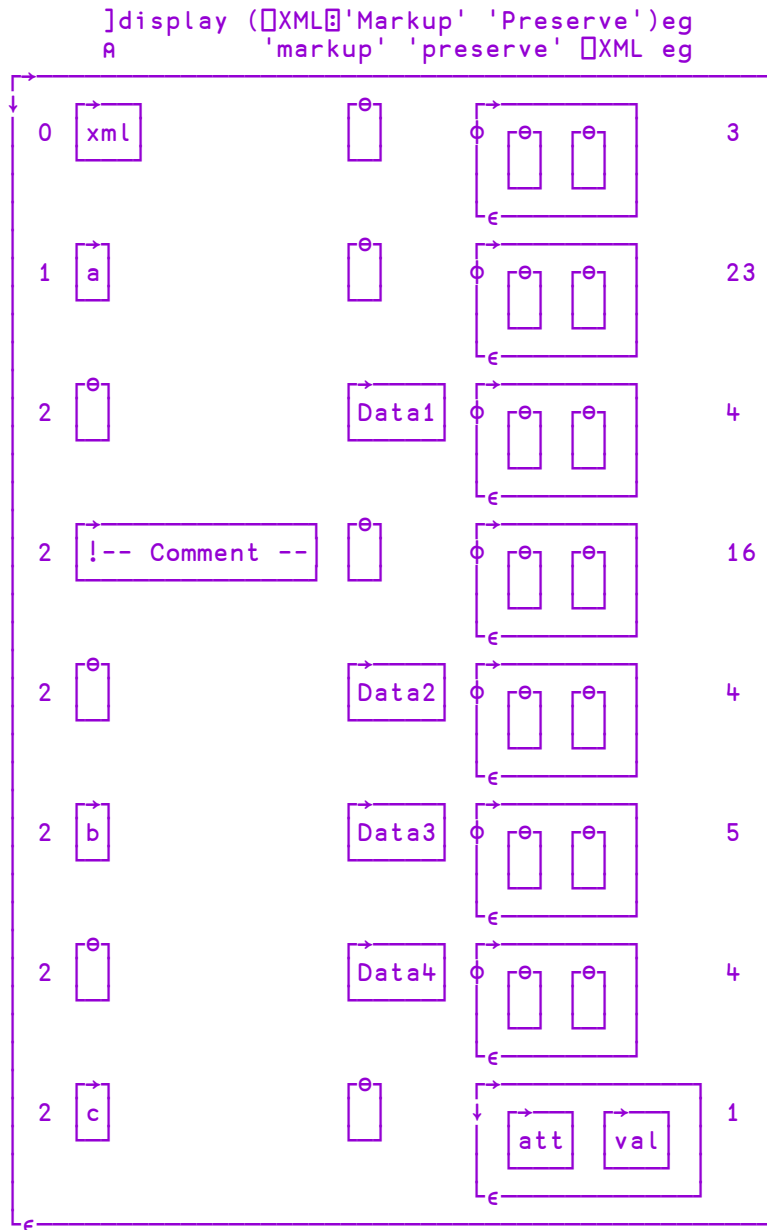 ]display (⎕XML⍠'Markup' 'Preserve')eg
⍝ 'markup' 'preserve' ⎕XML eg
0 xml 3
1 a 23
2 Data1 4
2 !-- Comment -- 16
2 Data2 4
2 b Data3 5
2 Data4 4
2 c att val 1